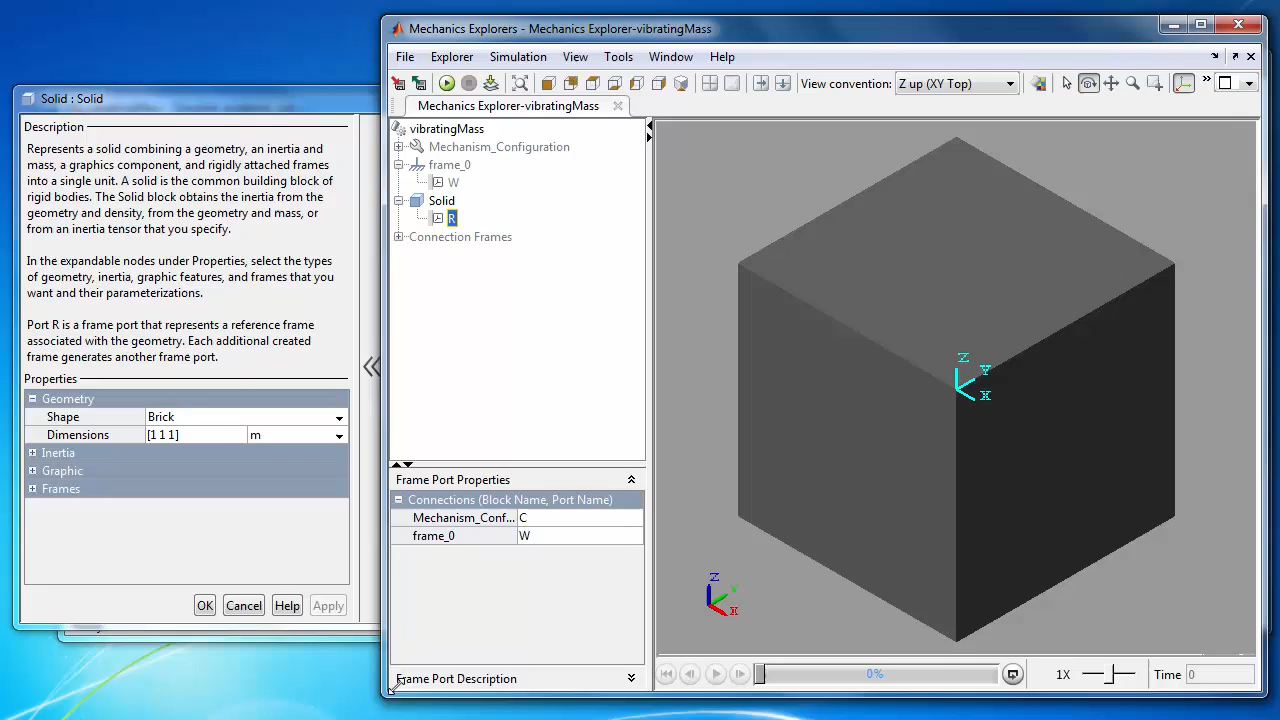 Mechanics Explorers - Mechanics Explorer-vibratingMass
File Explorer Simulation View Tools Window Help
View convention: Z up (XY Top)
Mechanics Explorer-vibratingMass
vibratingMass
Mechanism_Configuration
frame_0
W
Solid
R
Connection Frames
Frame Port Properties
Connections (Block Name, Port Name)
Mechanism_Conf... C
frame_0 W
Frame Port Description
Z
Y
X
Z
Y
X
0%
1X
Time 0
Solid : Solid
Description
Represents a solid combining a geometry, an inertia and
mass, a graphics component, and rigidly attached frames
into a single unit. A solid is the common building block of
rigid bodies. The Solid block obtains the inertia from the
geometry and density, from the geometry and mass, or
from an inertia tensor that you specify.
In the expandable nodes under Properties, select the types
of geometry, inertia, graphic features, and frames that you
want and their parameterizations.
Port R is a frame port that represents a reference frame
associated with the geometry. Each additional created
frame generates another frame port.
Properties
Geometry
Shape Brick
Dimensions [1 1 1] m
Inertia
Graphic
Frames
OK Cancel Help Apply